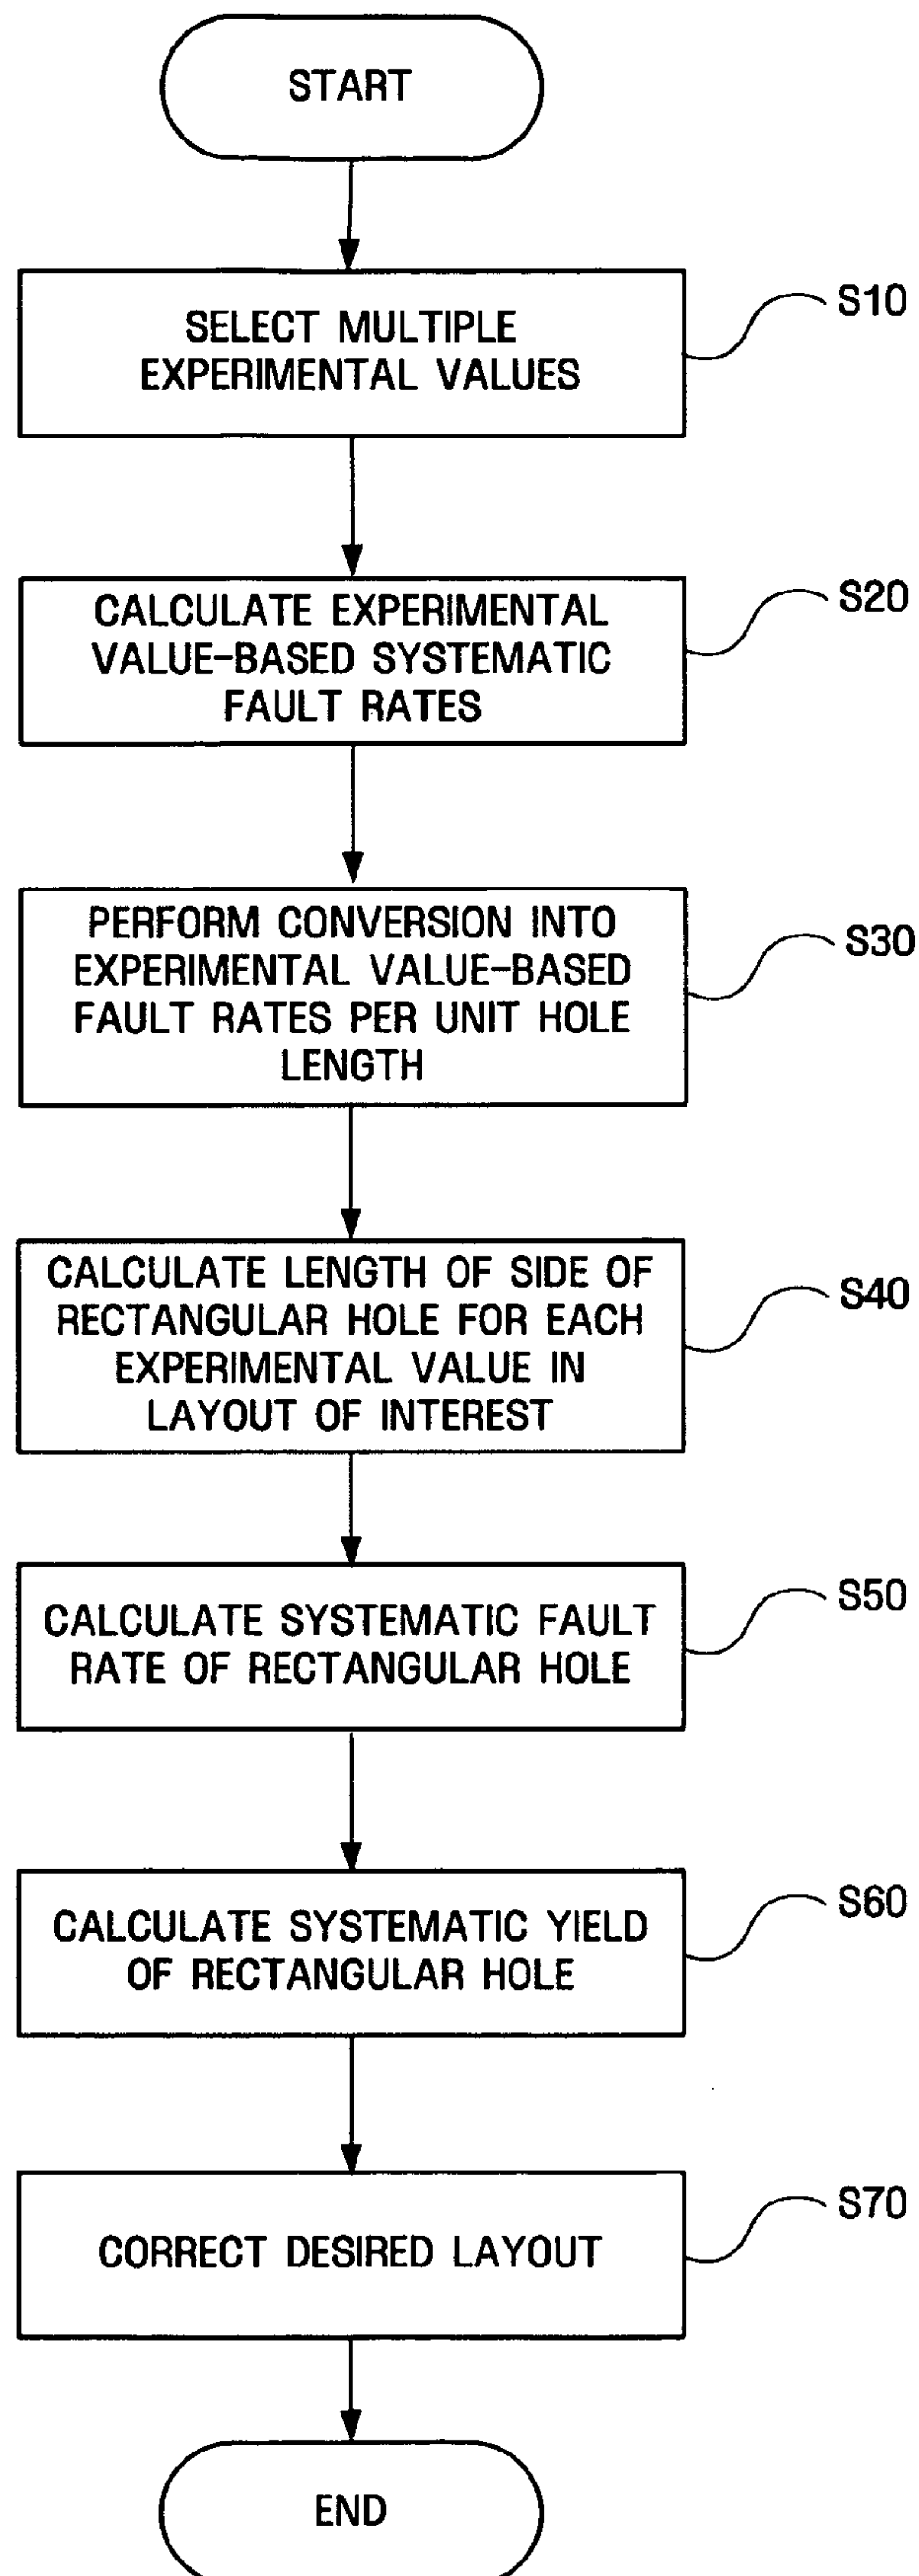 START
SELECT MULTIPLE
EXPERIMENTAL VALUES
S10
CALCULATE EXPERIMENTAL
VALUE-BASED SYSTEMATIC
FAULT RATES
S20
PERFORM CONVERSION INTO
EXPERIMENTAL VALUE-BASED
FAULT RATES PER UNIT HOLE
LENGTH
S30
CALCULATE LENGTH OF SIDE OF
RECTANGULAR HOLE FOR EACH
EXPERIMENTAL VALUE IN
LAYOUT OF INTEREST
S40
CALCULATE SYSTEMATIC FAULT
RATE OF RECTANGULAR HOLE
S50
CALCULATE SYSTEMATIC YIELD
OF RECTANGULAR HOLE
S60
CORRECT DESIRED LAYOUT
S70
END